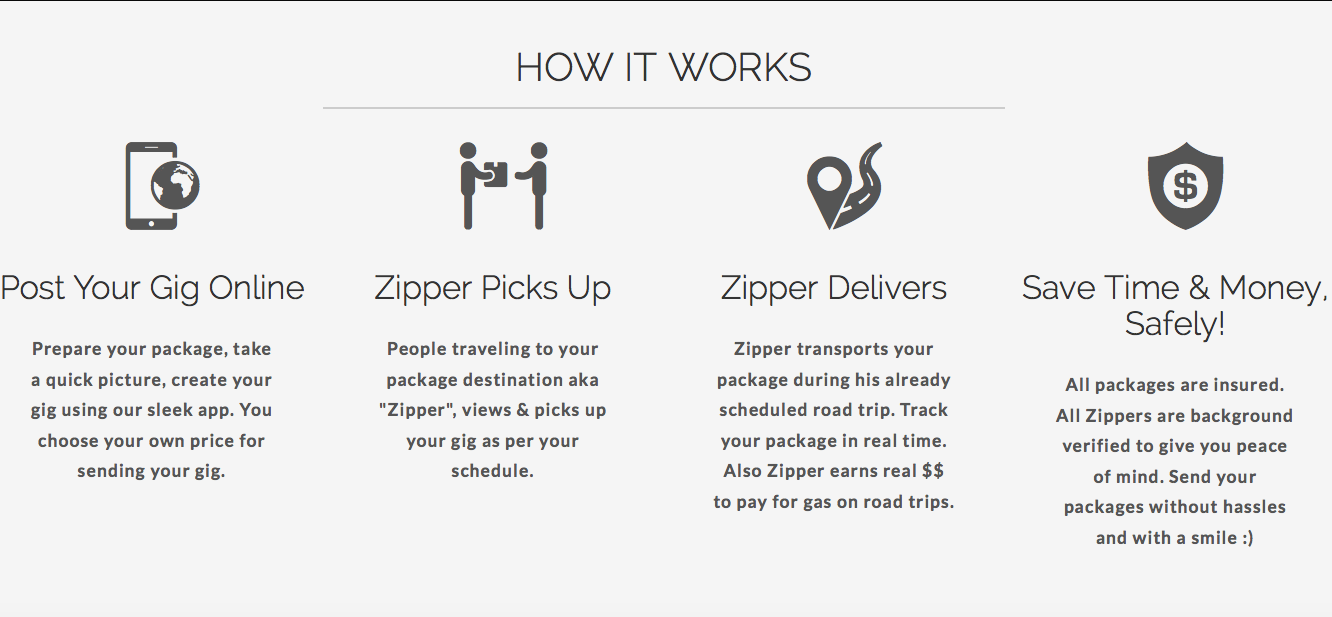 HOW IT WORKS
Post Your Gig Online
Prepare your package, take
a quick picture, create your
gig using our sleek app. You
choose your own price for
sending your gig.
Zipper Picks Up
People traveling to your
package destination aka
"Zipper", views & picks up
your gig as per your
schedule.
Zipper Delivers
Zipper transports your
package during his already
scheduled road trip. Track
your package in real time.
Also Zipper earns real $$
to pay for gas on road trips.
$
Save Time & Money,
Safely!
All packages are insured.
All Zippers are background
verified to give you peace
of mind. Send your
packages without hassles
and with a smile :)